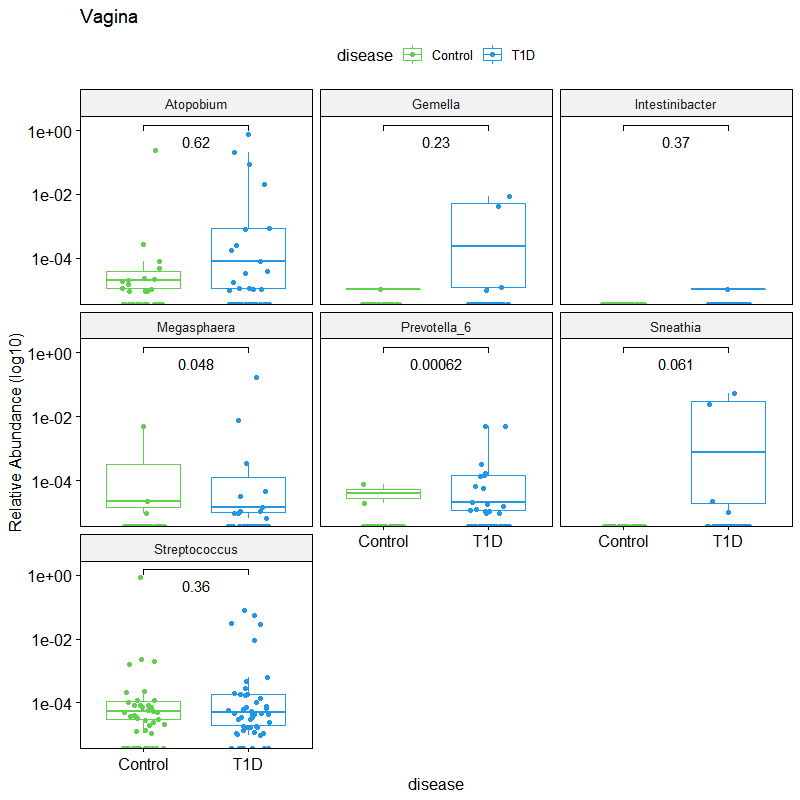 Vagina
disease Control T1D
Atopobium Gemella Intestinibacter
1e+00 0.62 0.23 0.37
1e-02
1e-04
Megasphaera Prevotella_6 Sneathia
1e+00 0.048 0.00062 0.061
1e-02
1e-04
Relative Abundance (log10)
Control T1D Control T1D
Streptococcus
1e+00 0.36
1e-02
1e-04
Control T1D
disease